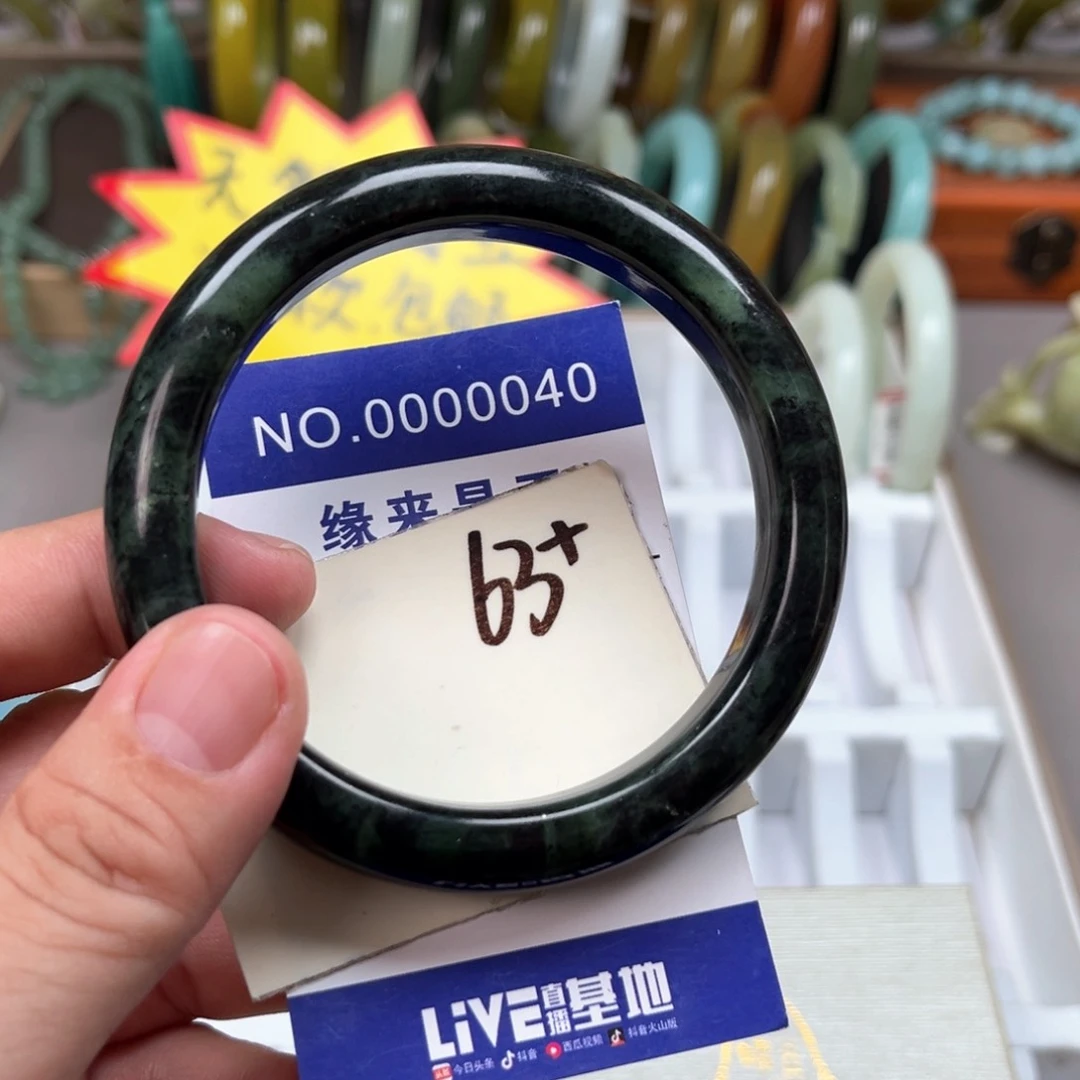 NO.0000040
缘来是
63⁺
LIVE直播基地
今日头条 抖音 西瓜视频 抖音火山版